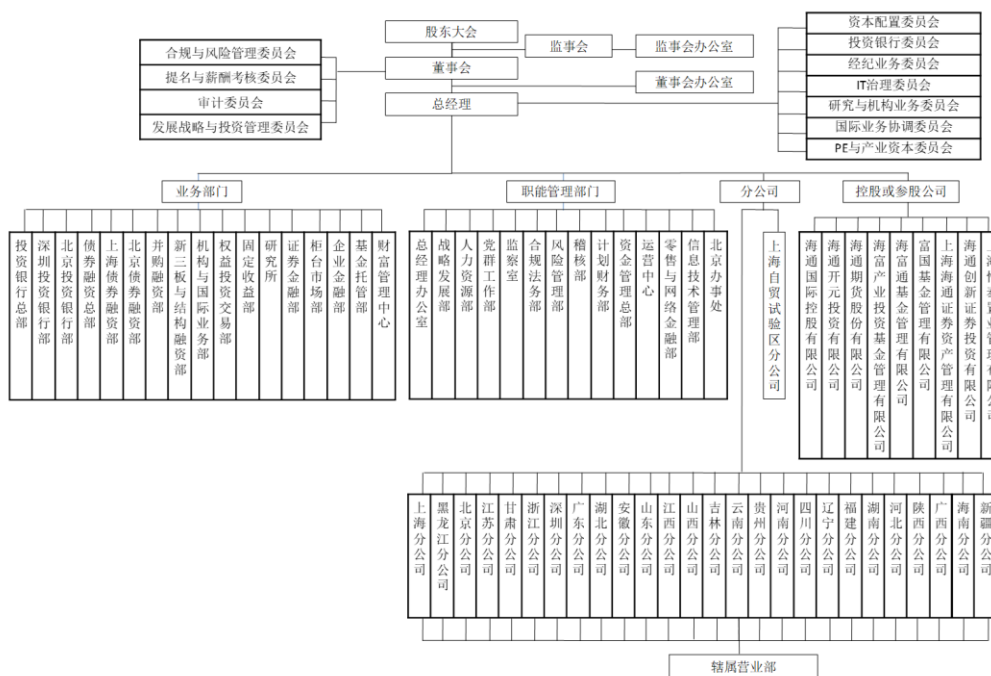 股东大会
监事会
监事会办公室
董事会
董事会办公室
总经理
合规与风险管理委员会
提名与薪酬考核委员会
审计委员会
发展战略与投资管理委员会
资本配置委员会
投资银行委员会
经纪业务委员会
IT治理委员会
研究与机构业务委员会
国际业务协调委员会
PE与产业资本委员会
业务部门
职能管理部门
分公司
控股或参股公司
投资银行总部
深圳投资银行部
北京投资银行部
债券融资总部
上海债券融资部
北京债券融资部
并购融资部
新三板与结构融资部
机构与国际业务部
权益投资交易部
固定收益部
研究所
证券金融部
柜台市场部
企业金融部
基金托管部
财富管理中心
总经理办公室
战略发展部
人力资源部
党群工作部
监察室
合规法务部
风险管理部
稽核部
计划财务部
资金管理总部
运营中心
零售与网络金融部
信息技术管理部
北京办事处
上海自贸试验区分公司
海通国际控股有限公司
海通开元投资有限公司
海通期货股份有限公司
海富产业投资基金管理有限公司
海富通基金管理有限公司
富国基金管理有限公司
上海海通证券资产管理有限公司
海通创新证券投资有限公司
上海分公司
黑龙江分公司
北京分公司
江苏分公司
甘肃分公司
浙江分公司
深圳分公司
广东分公司
湖北分公司
安徽分公司
山东分公司
江西分公司
山西分公司
吉林分公司
云南分公司
贵州分公司
河南分公司
四川分公司
辽宁分公司
福建分公司
湖南分公司
河北分公司
陕西分公司
广西分公司
海南分公司
新疆分公司
辖属营业部